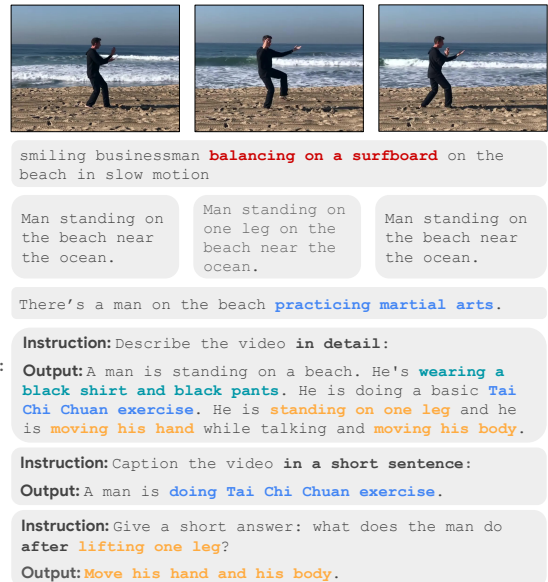 smiling businessman balancing on a surfboard on the
beach in slow motion
Man standing on
the beach near
the ocean.
Man standing on
one leg on the
beach near the
ocean.
Man standing on
the beach near
the ocean.
There's a man on the beach practicing martial arts.
:
Instruction: Describe the video in detail:
Output: A man is standing on a beach. He's wearing a
black shirt and black pants. He is doing a basic Tai
Chi Chuan exercise. He is standing on one leg and he
is moving his hand while talking and moving his body.
Instruction: Caption the video in a short sentence:
Output: A man is doing Tai Chi Chuan exercise.
Instruction: Give a short answer: what does the man do
after lifting one leg?
Output: Move his hand and his body.